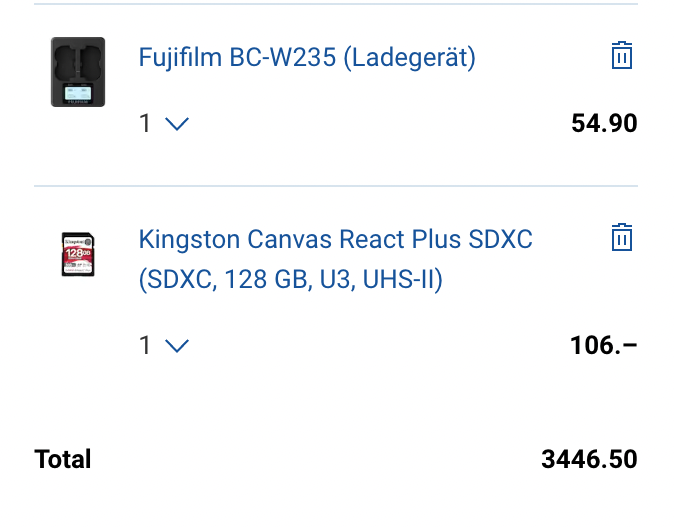 Fujifilm BC-W235 (Ladegerät)
1
54.90
Kingston Canvas React Plus SDXC
(SDXC, 128 GB, U3, UHS-II)
1
106.–
Total
3446.50